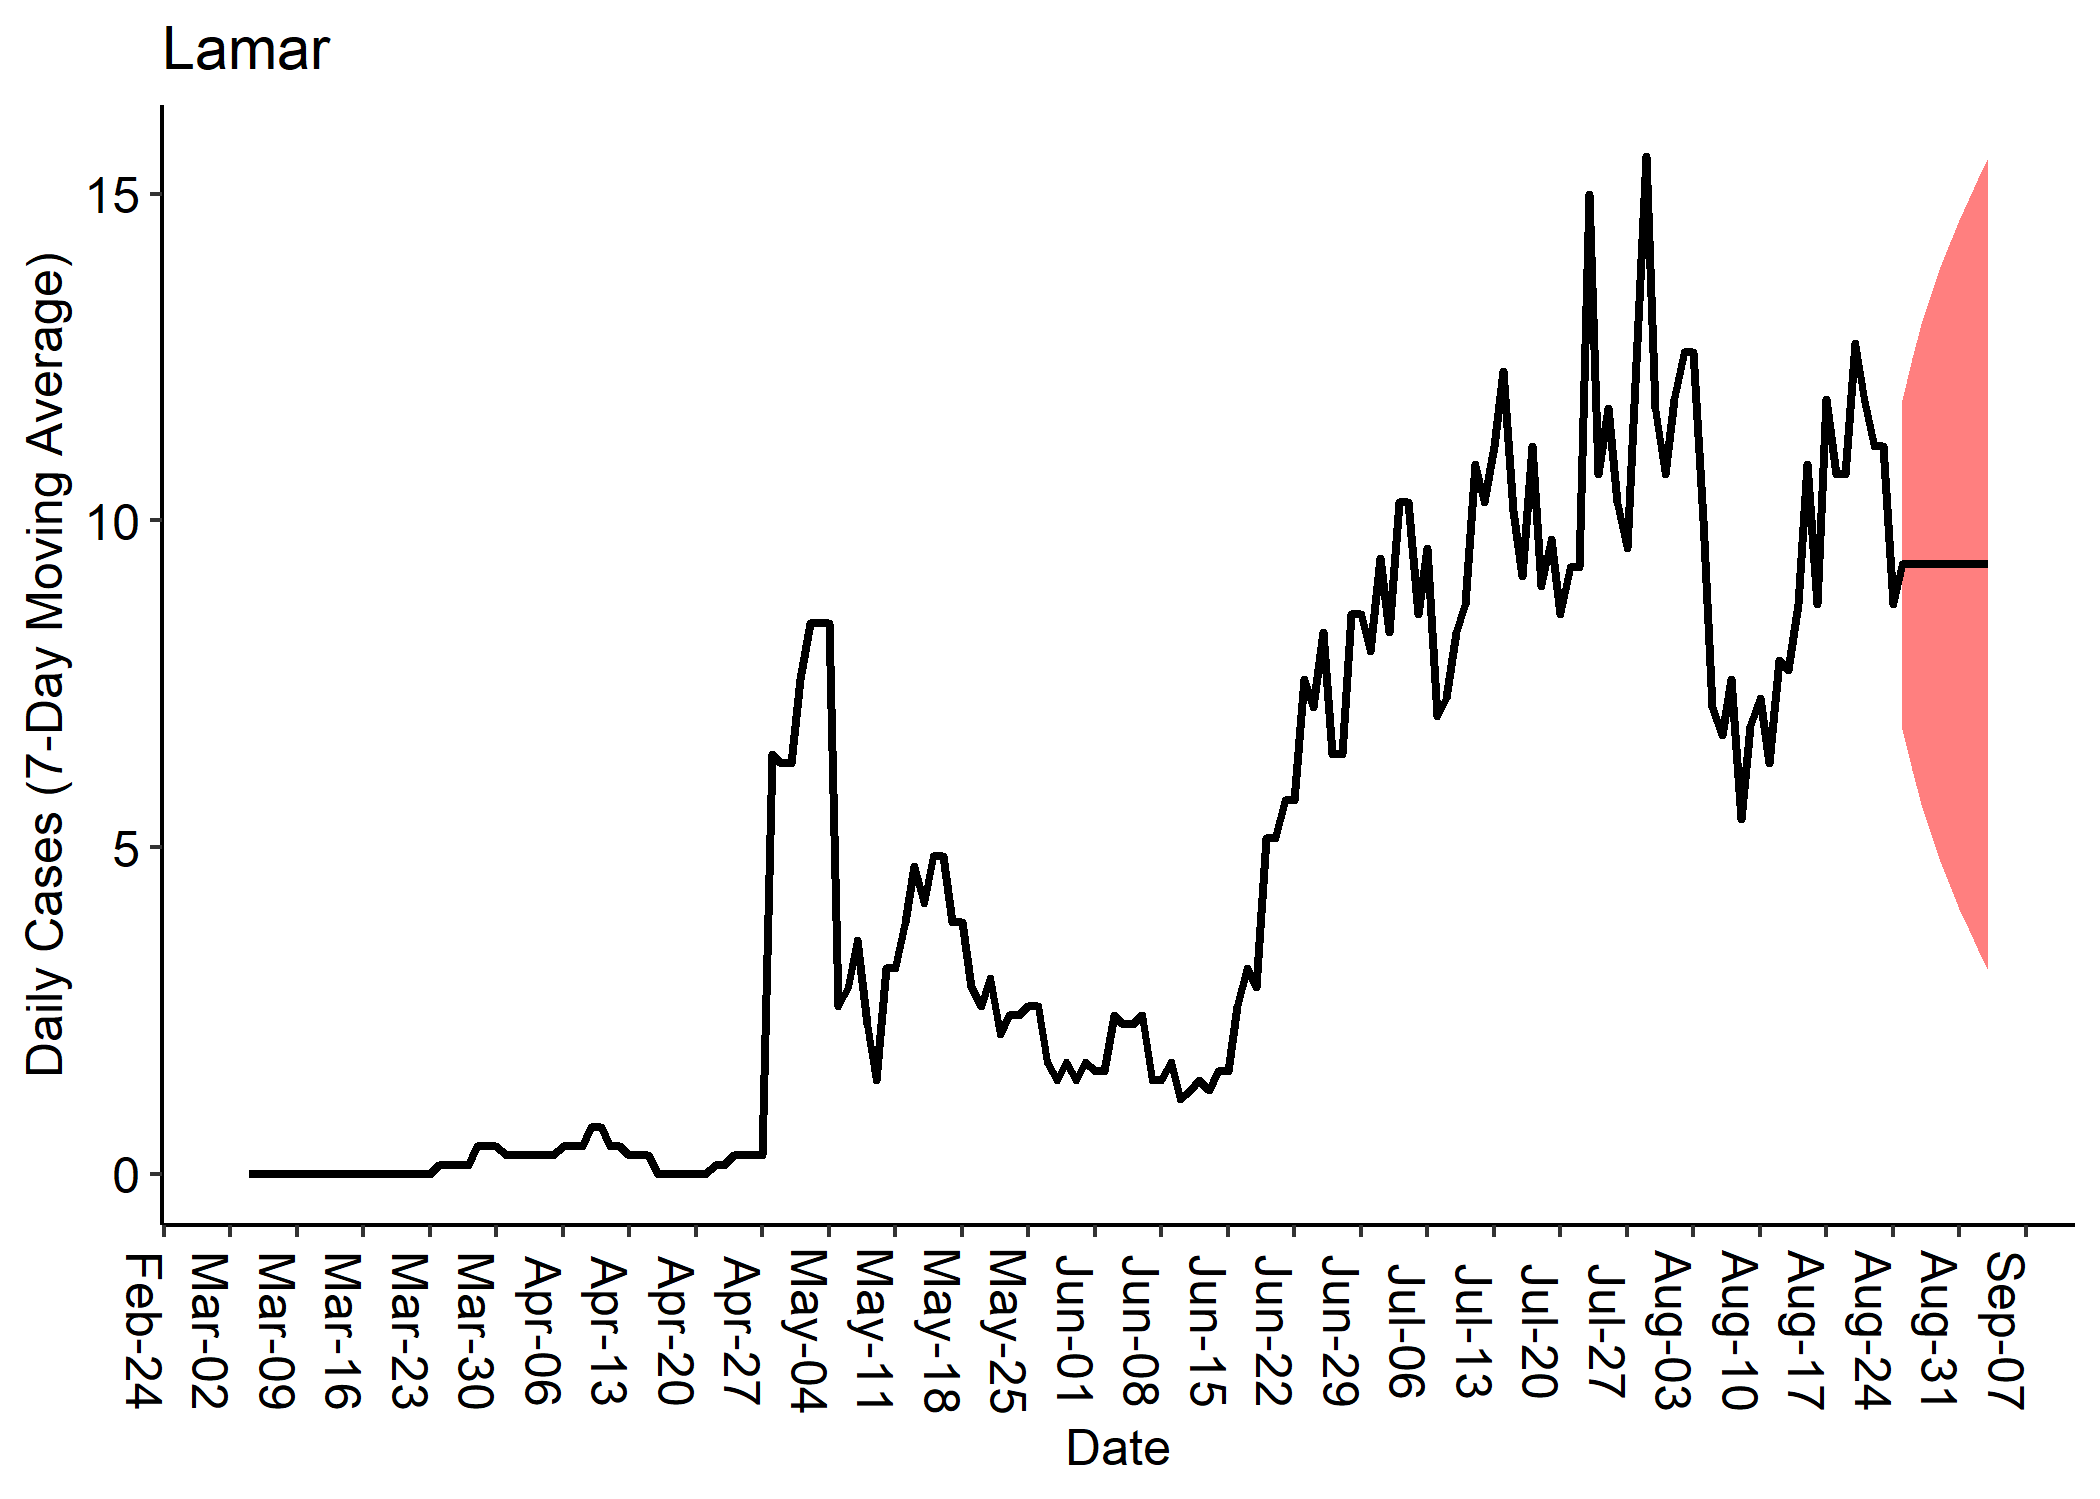 Lamar
Daily Cases (7-Day Moving Average)
15
10
5
0
Feb-24
Mar-02
Mar-09
Mar-16
Mar-23
Mar-30
Apr-06
Apr-13
Apr-20
Apr-27
May-04
May-11
May-18
May-25
Jun-01
Jun-08
Jun-15
Jun-22
Jun-29
Jul-06
Jul-13
Jul-20
Jul-27
Aug-03
Aug-10
Aug-17
Aug-24
Aug-31
Sep-07
Date